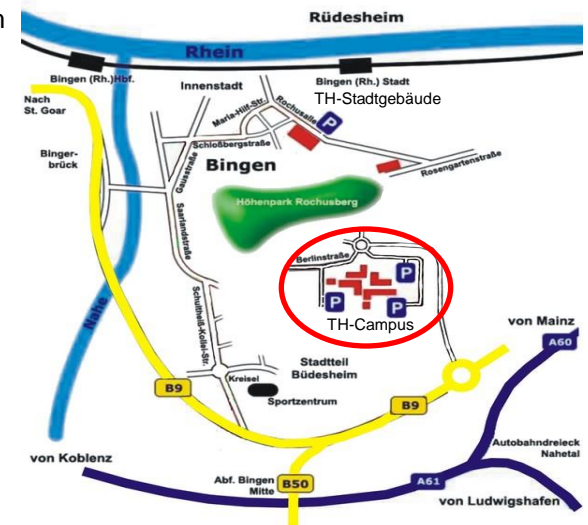 n
Rüdesheim
Rhein
Bingen (Rh.)Hbf.
Bingen (Rh.) Stadt
Innenstadt
TH-Stadtgebäude
Nach
St. Goar
Maria-Hilf-Str.
Rochusallee
P
Schloßbergstraße
Binger-
brück
Gaustraße
Bingen
Rosengartenstraße
Höhenpark Rochusberg
Saarlandstraße
Berlinstraße
P
P
P
TH-Campus
Nahe
Schultheiß-Kollei-Str.
von Mainz
A60
Stadtteil
Büdesheim
Kreisel
B9
Sportzentrum
B9
von Koblenz
Autobahndreieck
Nahetal
Abf. Bingen
Mitte
B50
A61
von Ludwigshafen